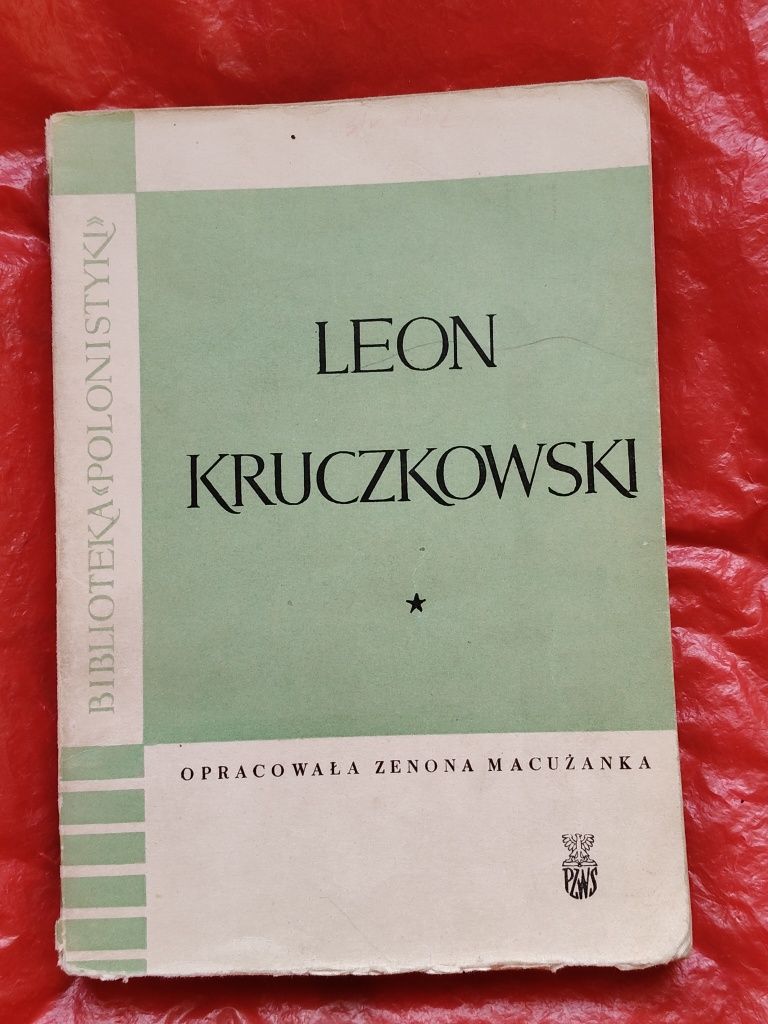 BIBLIOTEKA «POLONISTYKI»
LEON
KRUCZKOWSKI
OPRACOWAŁA ZENONA MACUŻANKA
PZWS